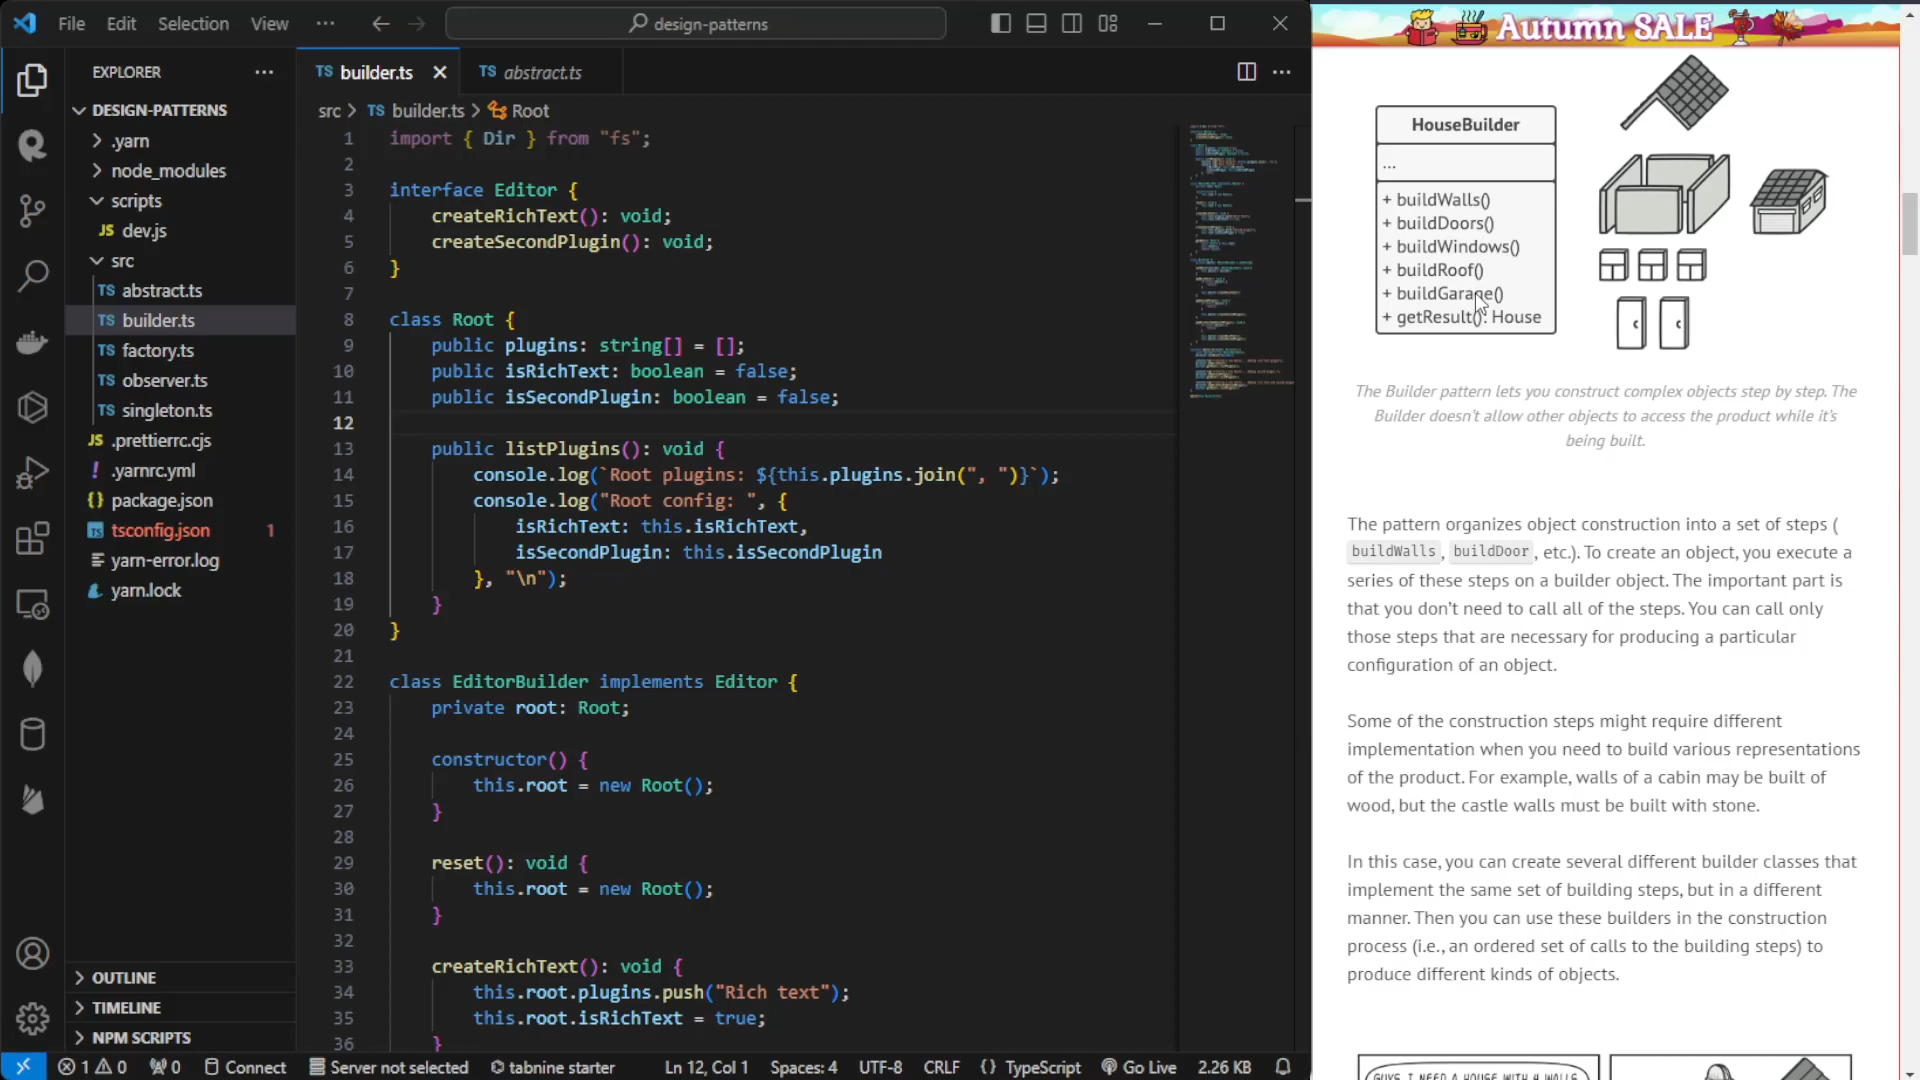 File Edit Selection View ··· design-patterns
EXPLORER ···
DESIGN-PATTERNS
.yarn
node_modules
scripts
JS dev.js
src
TS abstract.ts
TS builder.ts
TS factory.ts
TS observer.ts
TS singleton.ts
JS .prettierrc.cjs
! .yarnrc.yml
{} package.json
TS tsconfig.json 1
yarn-error.log
yarn.lock
OUTLINE
TIMELINE
NPM SCRIPTS
TS builder.ts TS abstract.ts
src > TS builder.ts > Root
1 import { Dir } from "fs";
2
3 interface Editor {
4 createRichText(): void;
5 createSecondPlugin(): void;
6 }
7
8 class Root {
9 public plugins: string[] = [];
10 public isRichText: boolean = false;
11 public isSecondPlugin: boolean = false;
12
13 public listPlugins(): void {
14 console.log(`Root plugins: ${this.plugins.join(", ")}`);
15 console.log("Root config: ", {
16 isRichText: this.isRichText,
17 isSecondPlugin: this.isSecondPlugin
18 }, "\n");
19 }
20 }
21
22 class EditorBuilder implements Editor {
23 private root: Root;
24
25 constructor() {
26 this.root = new Root();
27 }
28
29 reset(): void {
30 this.root = new Root();
31 }
32
33 createRichText(): void {
34 this.root.plugins.push("Rich text");
35 this.root.isRichText = true;
36 }
1 0 0 Connect Server not selected tabnine starter Ln 12, Col 1 Spaces: 4 UTF-8 CRLF {} TypeScript Go Live 2.26 KB
Autumn SALE
HouseBuilder
...
+ buildWalls()
+ buildDoors()
+ buildWindows()
+ buildRoof()
+ buildGarage()
+ getResult(): House
The Builder pattern lets you construct complex objects step by step. The
Builder doesn't allow other objects to access the product while it's
being built.
The pattern organizes object construction into a set of steps (
buildWalls, buildDoor, etc.). To create an object, you execute a
series of these steps on a builder object. The important part is
that you don't need to call all of the steps. You can call only
those steps that are necessary for producing a particular
configuration of an object.
Some of the construction steps might require different
implementation when you need to build various representations
of the product. For example, walls of a cabin may be built of
wood, but the castle walls must be built with stone.
In this case, you can create several different builder classes that
implement the same set of building steps, but in a different
manner. Then you can use these builders in the construction
process (i.e., an ordered set of calls to the building steps) to
produce different kinds of objects.
GUYS, I NEED A HOUSE WITH 4 WALLS,